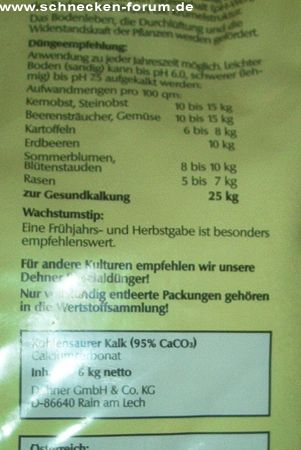 www.schnecken-forum.de
Das Bodenleben, die Durchlüftung und die
Widerstandskraft der Pflanzen werden gefördert.
Düngeempfehlung:
Anwendung zu jeder Jahreszeit möglich. Leichter
Boden (sandig) kann bis pH 6,0, schwerer (leh-
mig) bis pH 25 aufgekalkt werden.
Aufwandmengen pro 100 qm:
Kernobst, Steinobst 10 bis 15 kg
Beerensträucher, Gemüse 10 bis 15 kg
Kartoffeln 6 bis 8 kg
Erdbeeren 10 kg
Sommerblumen,
Blütenstauden 8 bis 10 kg
Rasen 5 bis 7 kg
zur Gesundkalkung 25 kg
Wachstumstip:
Eine Frühjahrs- und Herbstgabe ist besonders
empfehlenswert.
Für andere Kulturen empfehlen wir unsere
Dehner Spezialdünger!
Nur vollständig entleerte Packungen gehören
in die Wertstoffsammlung!
Kohlensaurer Kalk (95% CaCO₃)
Calciumcarbonat
Inhalt: 6 kg netto
Dehner GmbH & Co. KG
D-86640 Rain am Lech
Österreich: